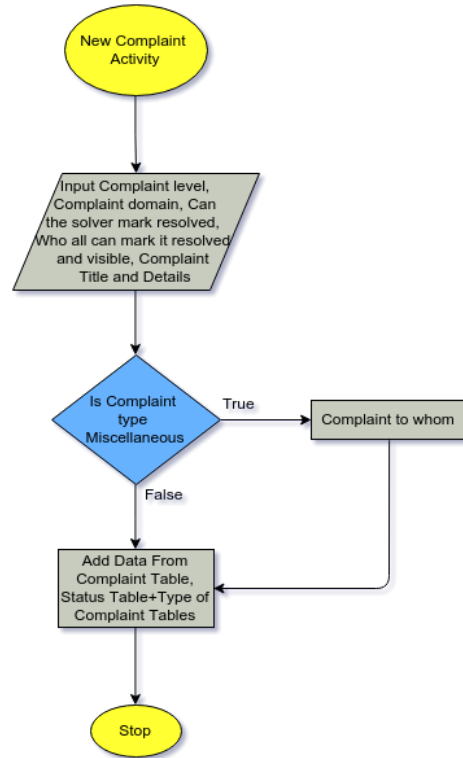 New Complaint
Activity
Input Complaint level,
Complaint domain, Can
the solver mark resolved,
Who all can mark it resolved
and visible, Complaint
Title and Details
Is Complaint
type
Miscellaneous
True
Complaint to whom
False
Add Data From
Complaint Table,
Status Table+Type of
Complaint Tables
Stop